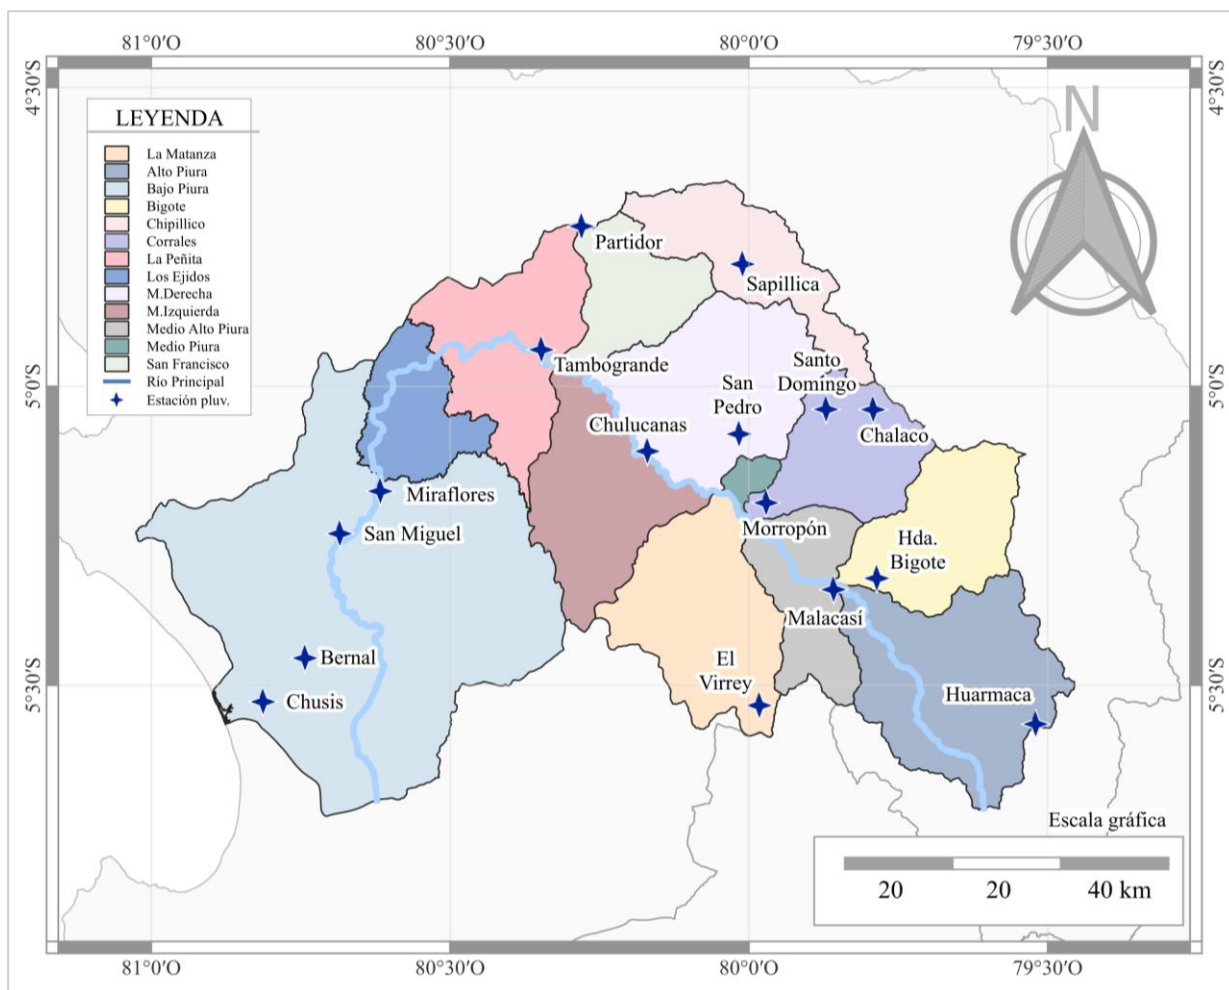 81°0′O 80°30′O 80°0′O 79°30′O
4°30′S 4°30′S
N
LEYENDA
La Matanza
Alto Piura
Bajo Piura
Bigote
Chipillico
Corrales
La Peñita
Los Ejidos
M.Derecha
M.Izquierda
Medio Alto Piura
Medio Piura
San Francisco
Río Principal
Estación pluv.
Partidor
Sapillica
Tambogrande
Santo
Domingo
San
Pedro
5°0′S 5°0′S
Chulucanas
Chalaco
Miraflores
San Miguel
Morropón
Hda.
Bigote
Malacasí
Bernal
El
Virrey
Chusis
Huarmaca
5°30′S 5°30′S
Escala gráfica
20 20 40 km
81°0′O 80°30′O 80°0′O 79°30′O